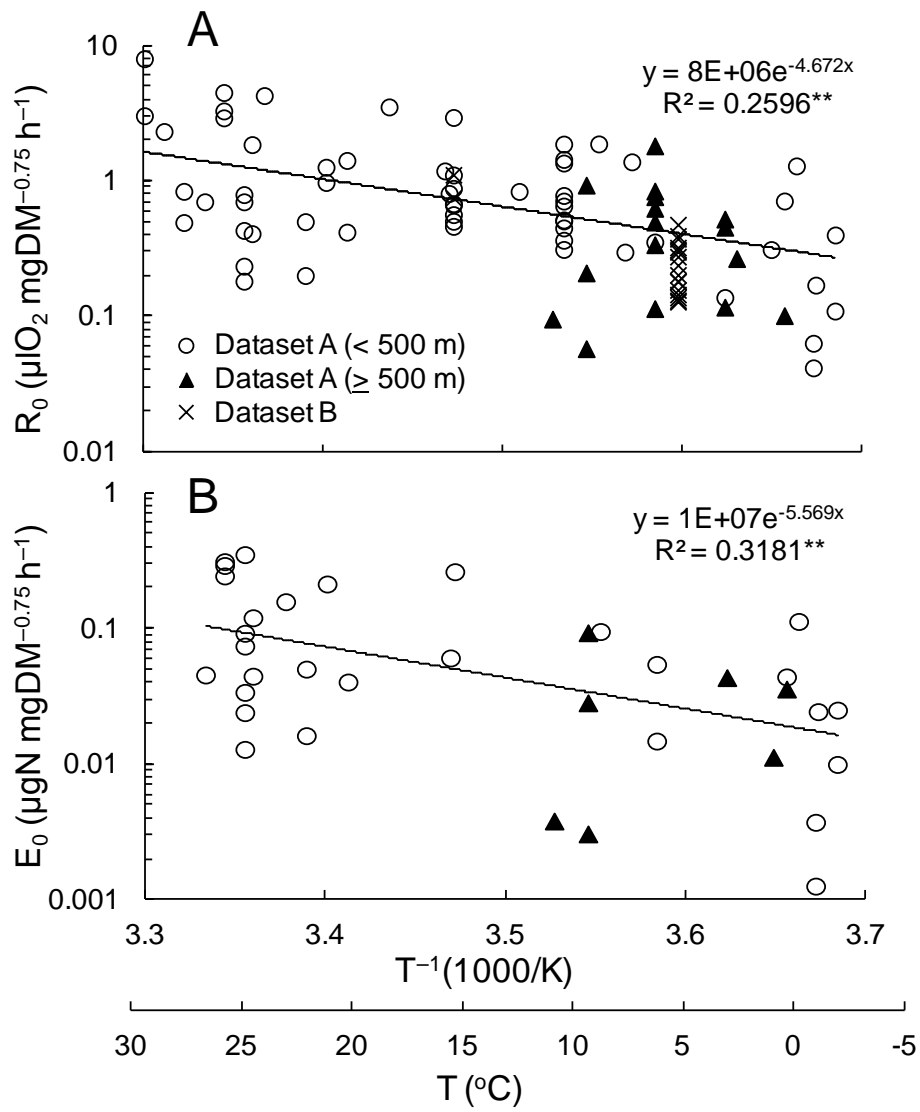 A
10
1
0.1
0.01
R₀ (µlO₂ mgDM⁻⁰·⁷⁵ h⁻¹)
y = 8E+06e⁻⁴·⁶⁷²ˣ
R² = 0.2596**
Dataset A (< 500 m)
Dataset A (≥ 500 m)
Dataset B
B
1
0.1
0.01
0.001
E₀ (µgN mgDM⁻⁰·⁷⁵ h⁻¹)
y = 1E+07e⁻⁵·⁵⁶⁹ˣ
R² = 0.3181**
3.3 3.4 3.5 3.6 3.7
T⁻¹(1000/K)
30 25 20 15 10 5 0 -5
T (°C)